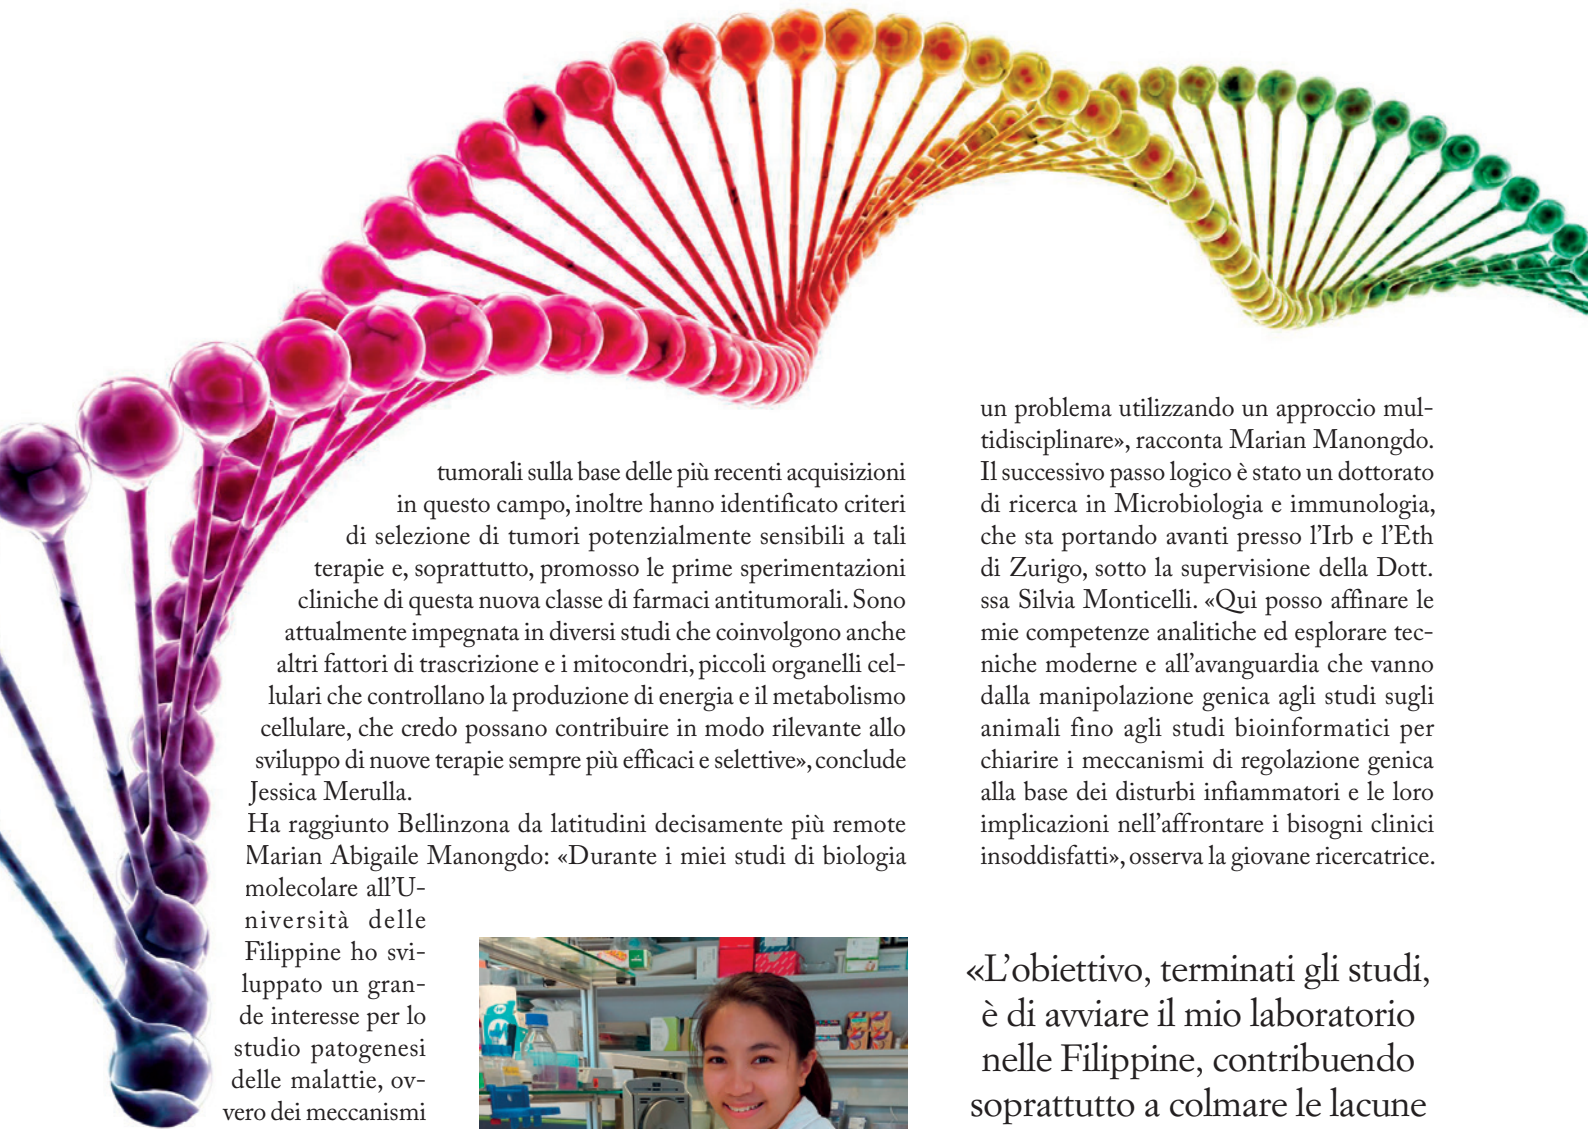 tumorali sulla base delle più recenti acquisizioni
in questo campo, inoltre hanno identificato criteri
di selezione di tumori potenzialmente sensibili a tali
terapie e, soprattutto, promosso le prime sperimentazioni
cliniche di questa nuova classe di farmaci antitumorali. Sono
attualmente impegnata in diversi studi che coinvolgono anche
altri fattori di trascrizione e i mitocondri, piccoli organelli cel-
lulari che controllano la produzione di energia e il metabolismo
cellulare, che credo possano contribuire in modo rilevante allo
sviluppo di nuove terapie sempre più efficaci e selettive», conclude
Jessica Merulla.
Ha raggiunto Bellinzona da latitudini decisamente più remote
Marian Abigaile Manongdo: «Durante i miei studi di biologia
molecolare all'U-
niversità delle
Filippine ho svi-
luppato un gran-
de interesse per lo
studio patogenesi
delle malattie, ov-
vero dei meccanismi
un problema utilizzando un approccio mul-
tidisciplinare», racconta Marian Manongdo.
Il successivo passo logico è stato un dottorato
di ricerca in Microbiologia e immunologia,
che sta portando avanti presso l'Irb e l'Eth
di Zurigo, sotto la supervisione della Dott.
ssa Silvia Monticelli. «Qui posso affinare le
mie competenze analitiche ed esplorare tec-
niche moderne e all'avanguardia che vanno
dalla manipolazione genica agli studi sugli
animali fino agli studi bioinformatici per
chiarire i meccanismi di regolazione genica
alla base dei disturbi infiammatori e le loro
implicazioni nell'affrontare i bisogni clinici
insoddisfatti», osserva la giovane ricercatrice.
«L'obiettivo, terminati gli studi,
è di avviare il mio laboratorio
nelle Filippine, contribuendo
soprattutto a colmare le lacune